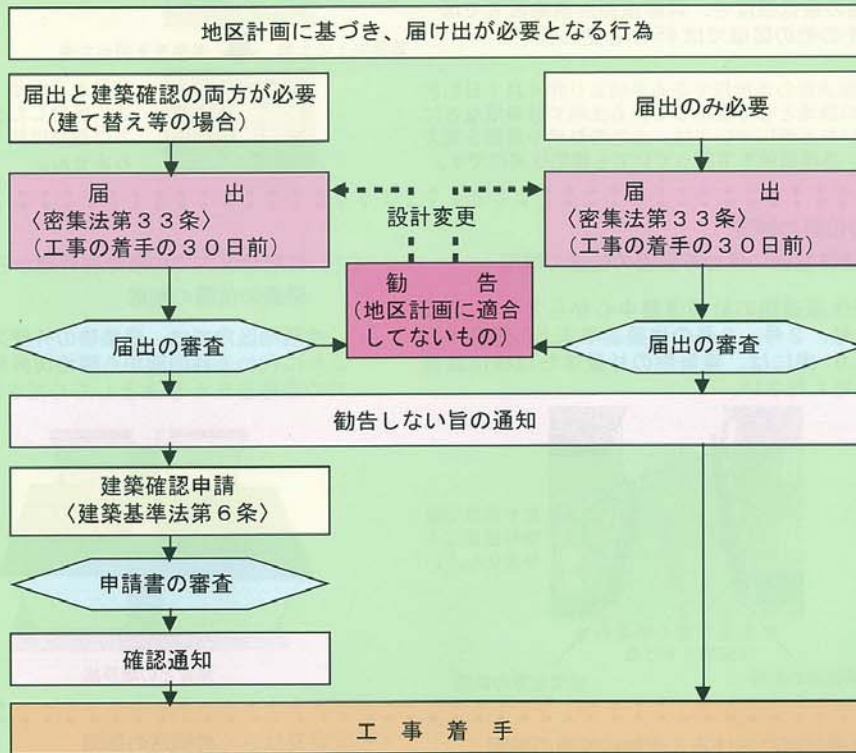 地区計画に基づき、届け出が必要となる行為
届出と建築確認の両方が必要
（建て替え等の場合）
届出のみ必要
届　　　出
〈密集法第３３条〉
（工事の着手の３０日前）
設計変更
届　　　出
〈密集法第３３条〉
（工事の着手の３０日前）
勧　　　告
（地区計画に適合
してないもの）
届出の審査
届出の審査
勧告しない旨の通知
建築確認申請
〈建築基準法第６条〉
申請書の審査
確認通知
工　事　着　手